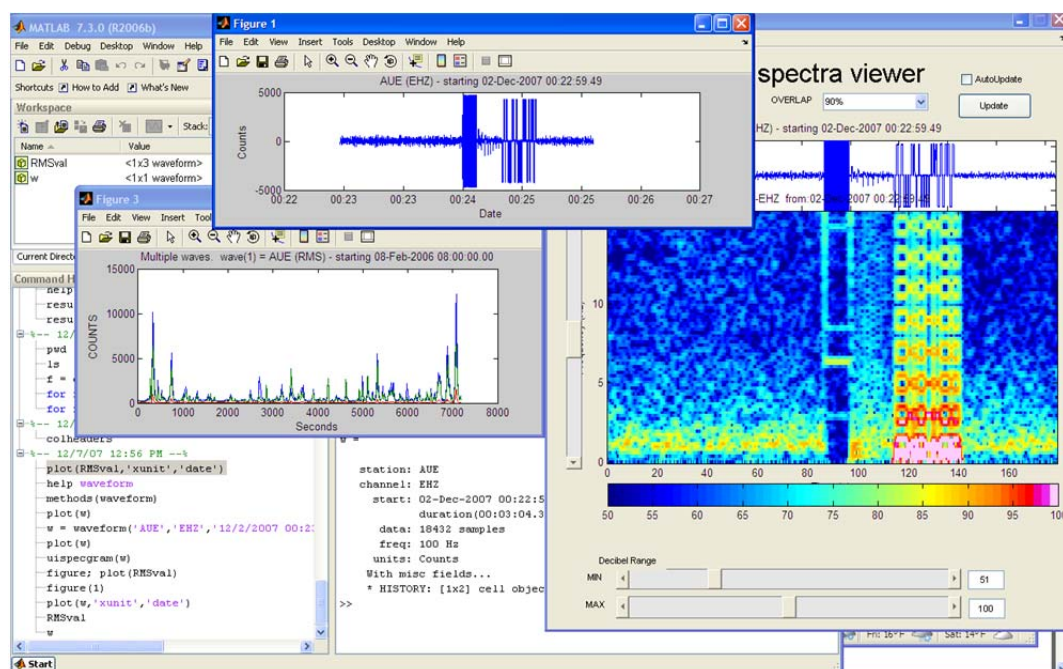 MATLAB 7.3.0 (R2006b)
File Edit Debug Desktop Window Help
Shortcuts How to Add What's New
Workspace
Stack:
Name Value
RMSval <1x3 waveform>
w <1x1 waveform>
Figure 1
File Edit View Insert Tools Desktop Window Help
AUE (EHZ) - starting 02-Dec-2007 00:22:59.49
5000
0
-5000
Counts
00:22 00:23 00:23 00:24 00:24 00:25 00:25 00:26 00:26 00:27
Date
spectra viewer
AutoUpdate
OVERLAP 90%
Update
HZ) - starting 02-Dec-2007 00:22:59.49
-EHZ from:02-Dec-2007 00:22:59.49
10
5
0
0 20 40 60 80 100 120 140 160
50 55 60 65 70 75 80 85 90 95 100
Decibel Range
MIN 51
MAX 100
Fri: 16°F Sat: 14°F
Figure 3
File Edit View Insert Tool
Multiple waves. wave(1) = AUE (RMS) - starting 08-Feb-2006 08:00:00.00
15000
10000
5000
0
COUNTS
0 1000 2000 3000 4000 5000 6000 7000 8000
Seconds
Current Direct
Command H
help
resu
resu
%-- 12/
pwd
ls
f =
for
for
%-- 12/
colheaders
%-- 12/7/07 12:56 PM --%
plot(RMSval,'xunit','date')
help waveform
methods(waveform)
plot(w)
w = waveform('AUE','EHZ','12/2/2007 00:2
plot(w)
uispecgram(w)
figure; plot(RMSval)
figure(1)
plot(w,'xunit','date')
RMSval
w
w =
station: AUE
channel: EHZ
start: 02-Dec-2007 00:22:5
duration(00:03:04.3
data: 18432 samples
freq: 100 Hz
units: Counts
With misc fields...
* HISTORY: [1x2] cell objec
>>
Start